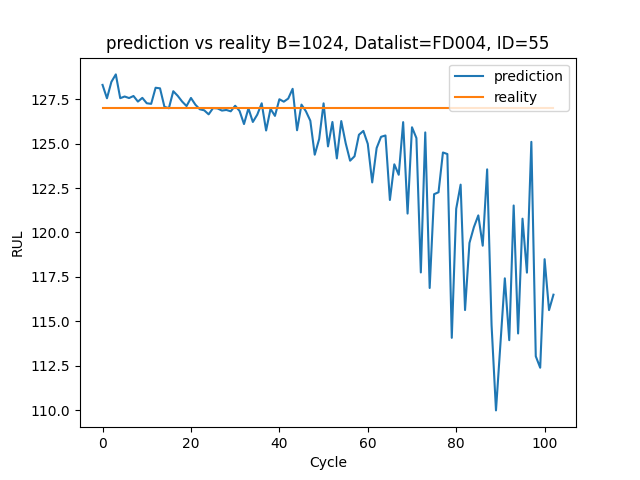 prediction vs reality B=1024, Datalist=FD004, ID=55
prediction
reality
127.5
125.0
122.5
120.0
117.5
115.0
112.5
110.0
RUL
0 20 40 60 80 100
Cycle